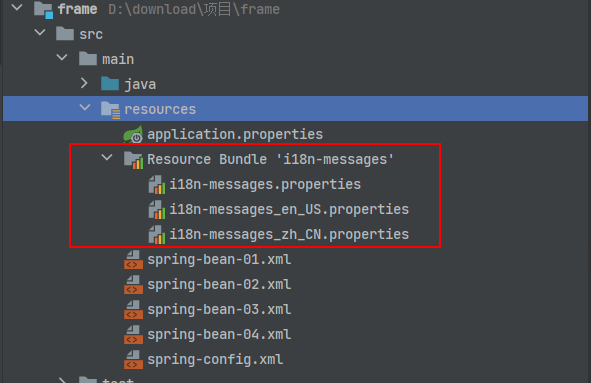 frame D:\download\项目\frame
src
main
java
resources
application.properties
Resource Bundle 'i18n-messages'
i18n-messages.properties
i18n-messages_en_US.properties
i18n-messages_zh_CN.properties
spring-bean-01.xml
spring-bean-02.xml
spring-bean-03.xml
spring-bean-04.xml
spring-config.xml
test